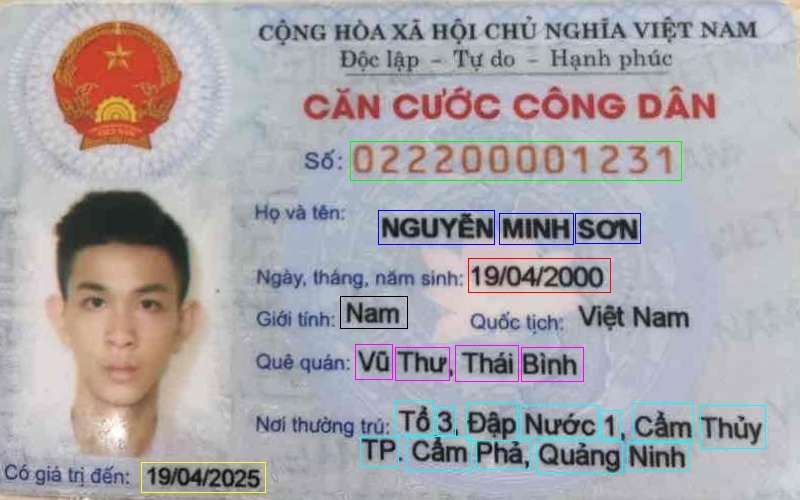 CỘNG HÒA XÃ HỘI CHỦ NGHĨA VIỆT NAM
Độc lập - Tự do - Hạnh phúc
CĂN CƯỚC CÔNG DÂN
Số: 022200001231
Họ và tên: NGUYỄN MINH SƠN
Ngày, tháng, năm sinh: 19/04/2000
Giới tính: Nam Quốc tịch: Việt Nam
Quê quán: Vũ Thư, Thái Bình
Nơi thường trú: Tổ 3, Đập Nước 1, Cẩm Thủy
TP. Cẩm Phả, Quảng Ninh
Có giá trị đến: 19/04/2025